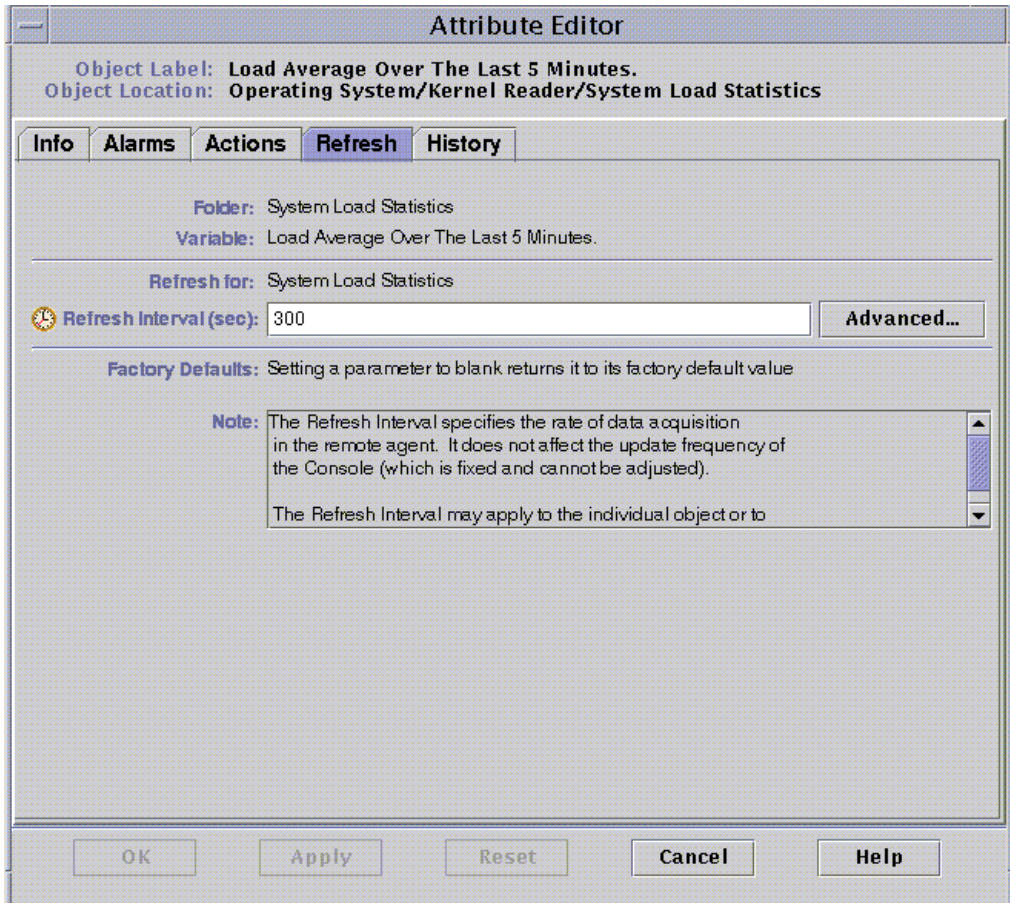 Attribute Editor
Object Label: Load Average Over The Last 5 Minutes.
Object Location: Operating System/Kernel Reader/System Load Statistics
Info Alarms Actions Refresh History
Folder: System Load Statistics
Variable: Load Average Over The Last 5 Minutes.
Refresh for: System Load Statistics
Refresh Interval (sec): 300 Advanced...
Factory Defaults: Setting a parameter to blank returns it to its factory default value
Note: The Refresh Interval specifies the rate of data acquisition
in the remote agent. It does not affect the update frequency of
the Console (which is fixed and cannot be adjusted).
The Refresh Interval may apply to the individual object or to
OK Apply Reset Cancel Help